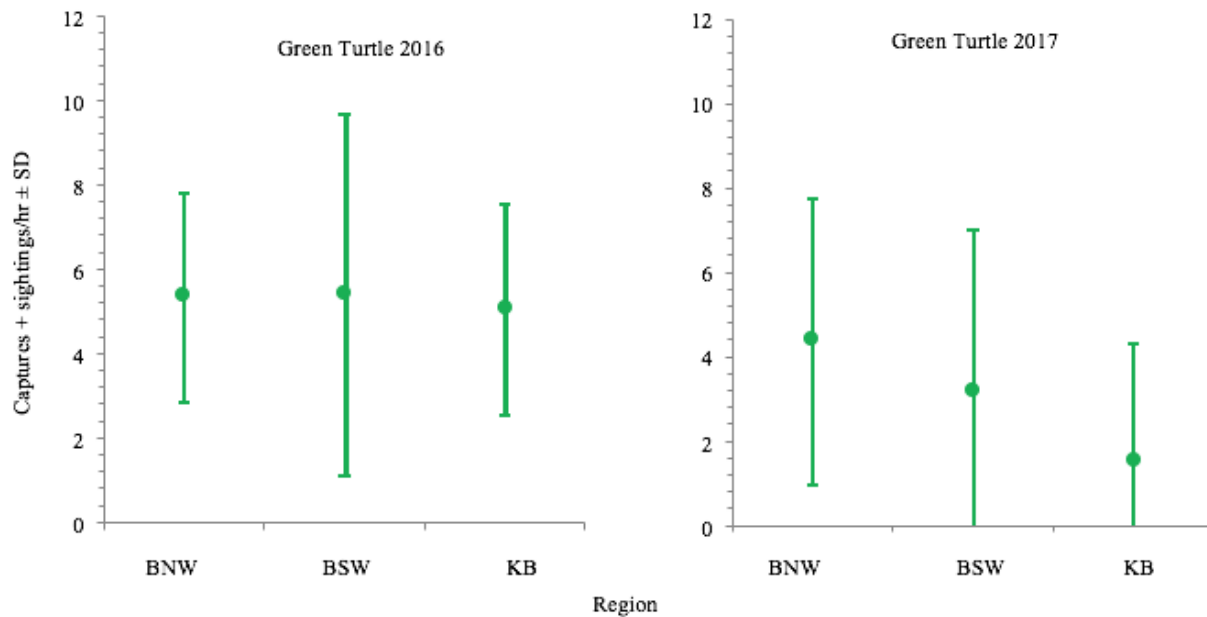 Green Turtle 2016
Captures + sightings/hr ± SD
12
10
8
6
4
2
0
BNW BSW KB
Green Turtle 2017
12
10
8
6
4
2
0
BNW BSW KB
Region